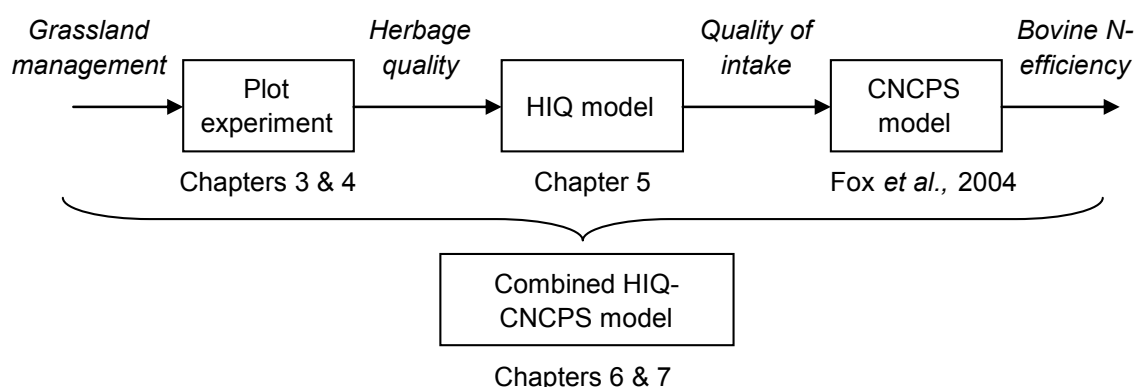 Grassland
management
Herbage
quality
Quality of
intake
Bovine N-
efficiency
Plot
experiment
HIQ model
CNCPS
model
Chapters 3 & 4
Chapter 5
Fox et al., 2004
Combined HIQ-
CNCPS model
Chapters 6 & 7